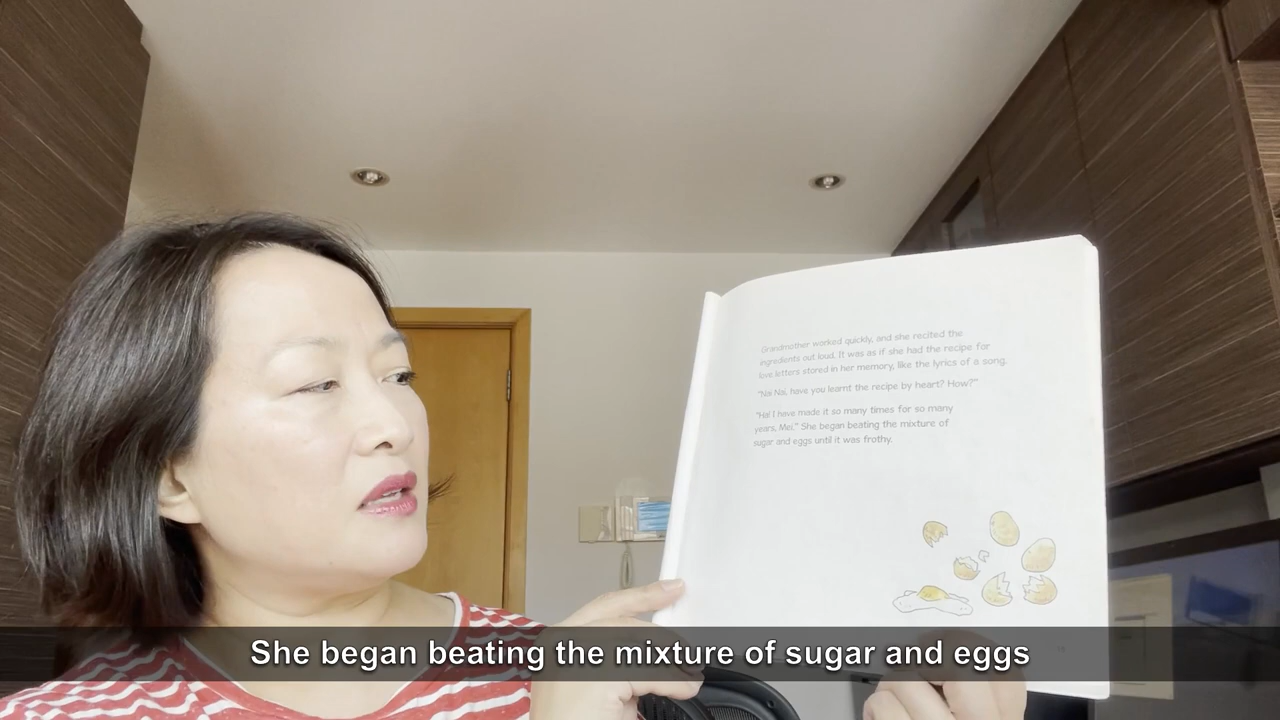 Grandmother worked quickly, and she recited the
ingredients out loud. It was as if she had the recipe for
love letters stored in her memory, like the lyrics of a song.
"Nai Nai, have you learnt the recipe by heart? How?"
"Ha! I have made it so many times for so many
years, Mei." She began beating the mixture of
sugar and eggs until it was frothy.
She began beating the mixture of sugar and eggs